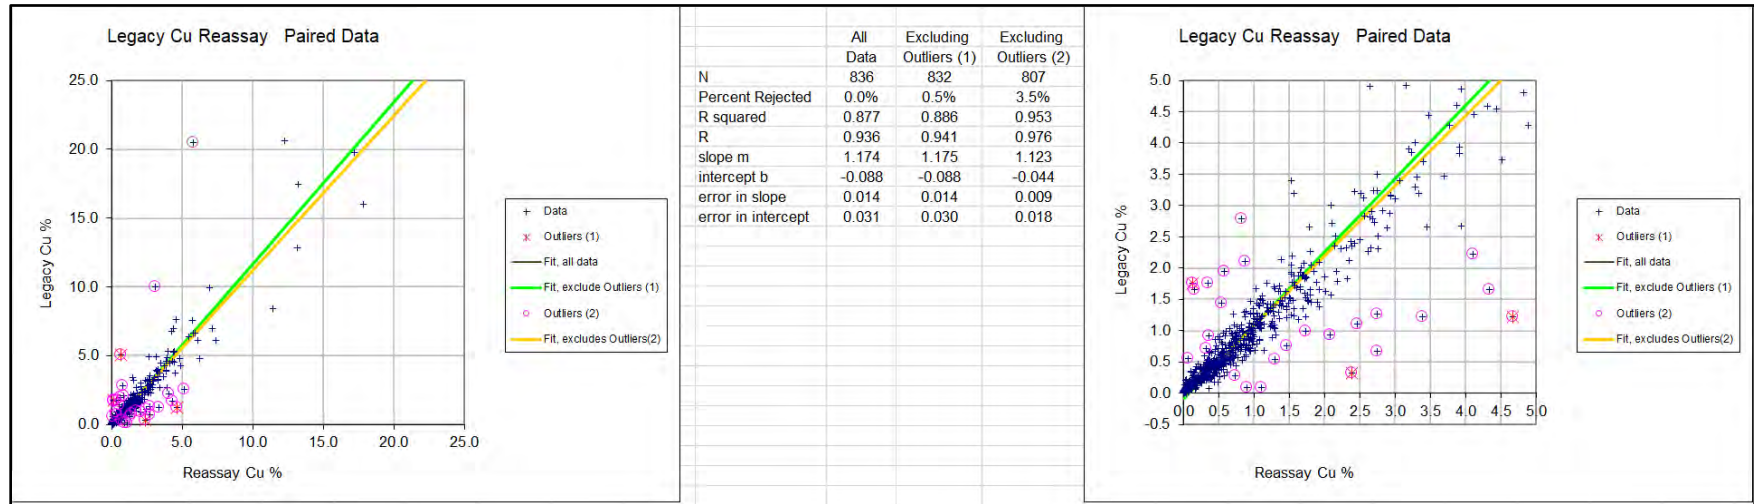 Legacy Cu Reassay Paired Data
25.0
20.0
15.0
10.0
5.0
0.0
0.0 5.0 10.0 15.0 20.0 25.0
Legacy Cu %
Reassay Cu %
Data
Outliers (1)
Fit, all data
Fit, exclude Outliers (1)
Outliers (2)
Fit, excludes Outliers(2)
All Excluding Excluding
Data Outliers (1) Outliers (2)
N 836 832 807
Percent Rejected 0.0% 0.5% 3.5%
R squared 0.877 0.886 0.953
R 0.936 0.941 0.976
slope m 1.174 1.175 1.123
intercept b -0.088 -0.088 -0.044
error in slope 0.014 0.014 0.009
error in intercept 0.031 0.030 0.018
Legacy Cu Reassay Paired Data
5.0
4.5
4.0
3.5
3.0
2.5
2.0
1.5
1.0
0.5
0.0
-0.5
0.0 0.5 1.0 1.5 2.0 2.5 3.0 3.5 4.0 4.5 5.0
Legacy Cu %
Reassay Cu %
Data
Outliers (1)
Fit, all data
Fit, exclude Outliers (1)
Outliers (2)
Fit, excludes Outliers(2)